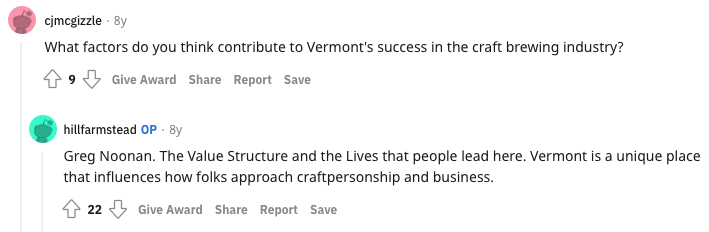 cjmcgizzle · 8y
What factors do you think contribute to Vermont's success in the craft brewing industry?
9 Give Award Share Report Save
hillfarmstead OP · 8y
Greg Noonan. The Value Structure and the Lives that people lead here. Vermont is a unique place
that influences how folks approach craftpersonship and business.
22 Give Award Share Report Save